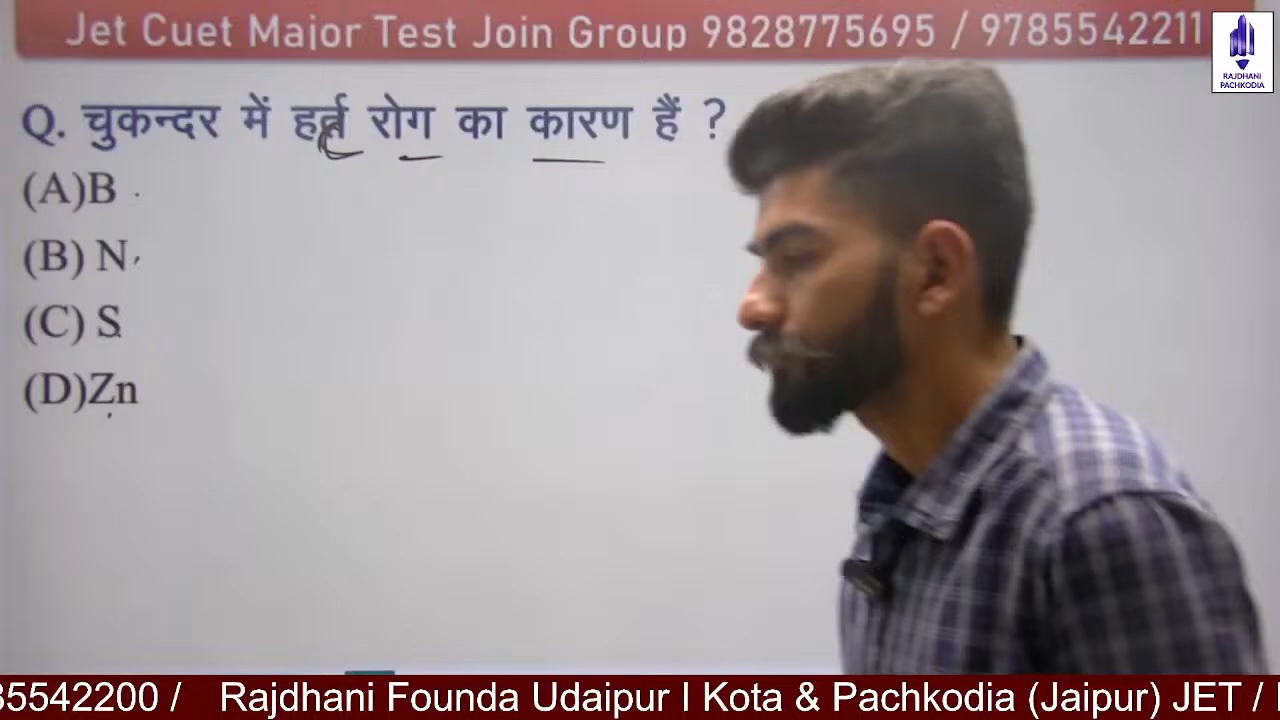 Jet Cuet Major Test Join Group 9828775695 / 9785542211
RAJDHANI
PACHKODIA
Q. चुकन्दर में हर्त रोग का कारण हैं ?
(A)B
(B) N
(C) S
(D)Zn
85542200 / Rajdhani Founda Udaipur l Kota & Pachkodia (Jaipur) JET /